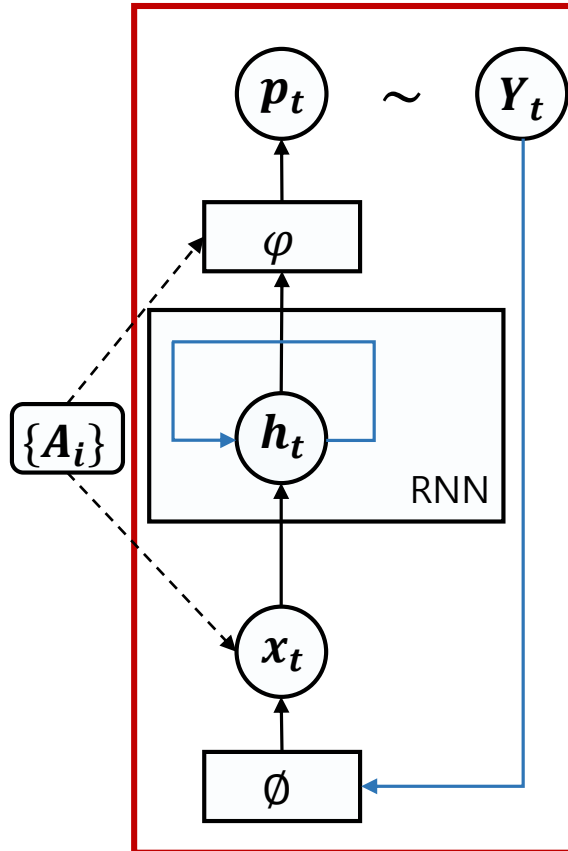 p_t ~ Y_t
φ
h_t
{A_i}
RNN
x_t
∅